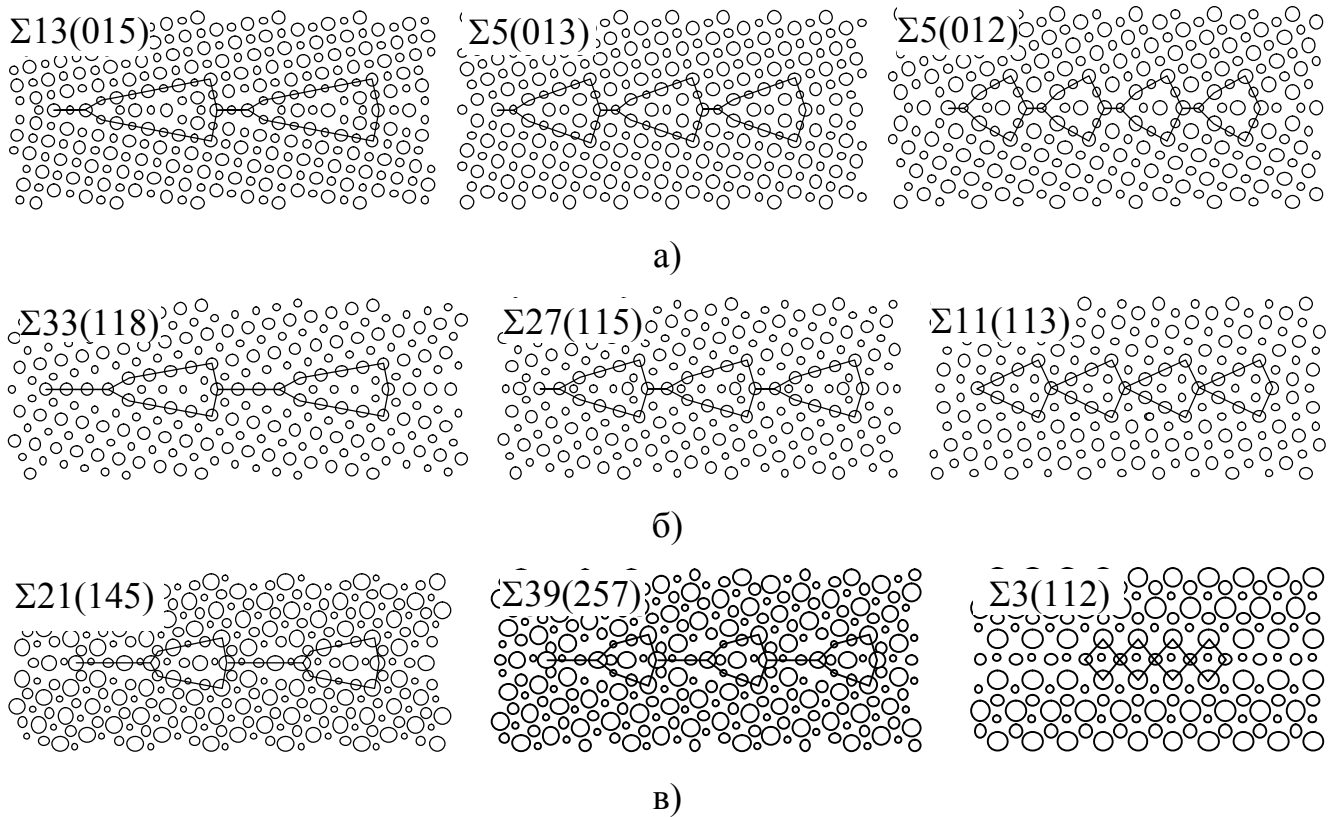 Σ13(015) Σ5(013) Σ5(012)
а)
Σ33(118) Σ27(115) Σ11(113)
б)
Σ21(145) Σ39(257) Σ3(112)
в)